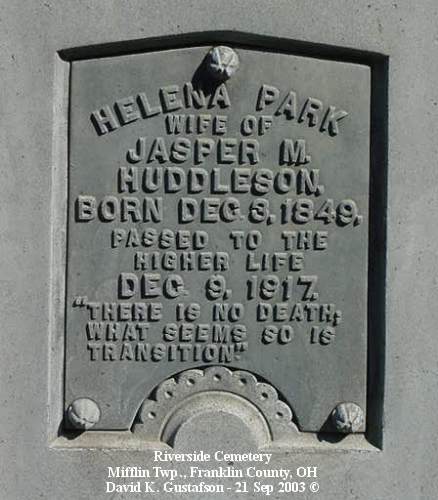 HELENA PARK
WIFE OF
JASPER M.
HUDDLESON.
BORN DEC. 3, 1849.
PASSED TO THE
HIGHER LIFE
DEC. 9, 1917.
"THERE IS NO DEATH;
WHAT SEEMS SO IS
TRANSITION"
Riverside Cemetery
Mifflin Twp., Franklin County, OH
David K. Gustafson - 21 Sep 2003 ©